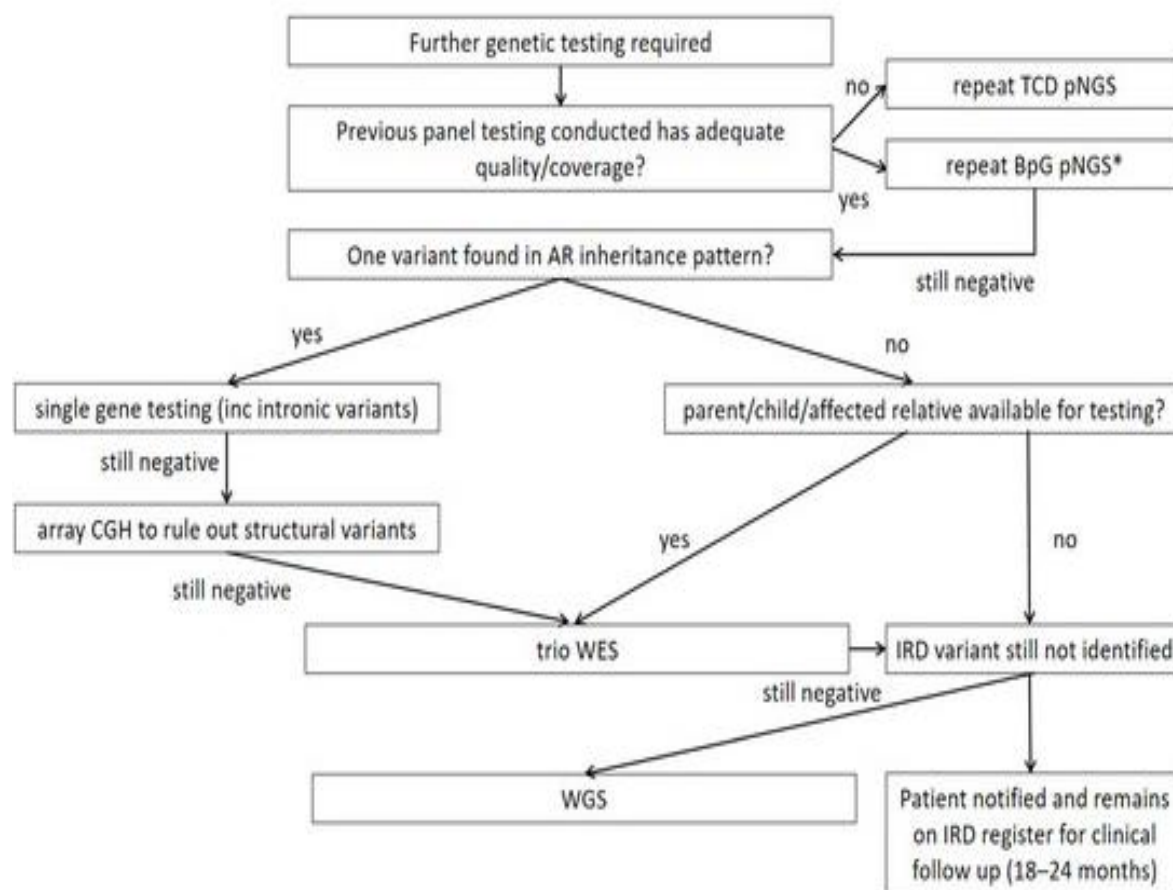 Further genetic testing required
no
repeat TCD pNGS
Previous panel testing conducted has adequate
quality/coverage?
repeat BpG pNGS*
yes
One variant found in AR inheritance pattern?
still negative
yes
no
single gene testing (inc intronic variants)
parent/child/affected relative available for testing?
still negative
array CGH to rule out structural variants
yes
no
still negative
trio WES
IRD variant still not identified
still negative
WGS
Patient notified and remains
on IRD register for clinical
follow up (18–24 months)